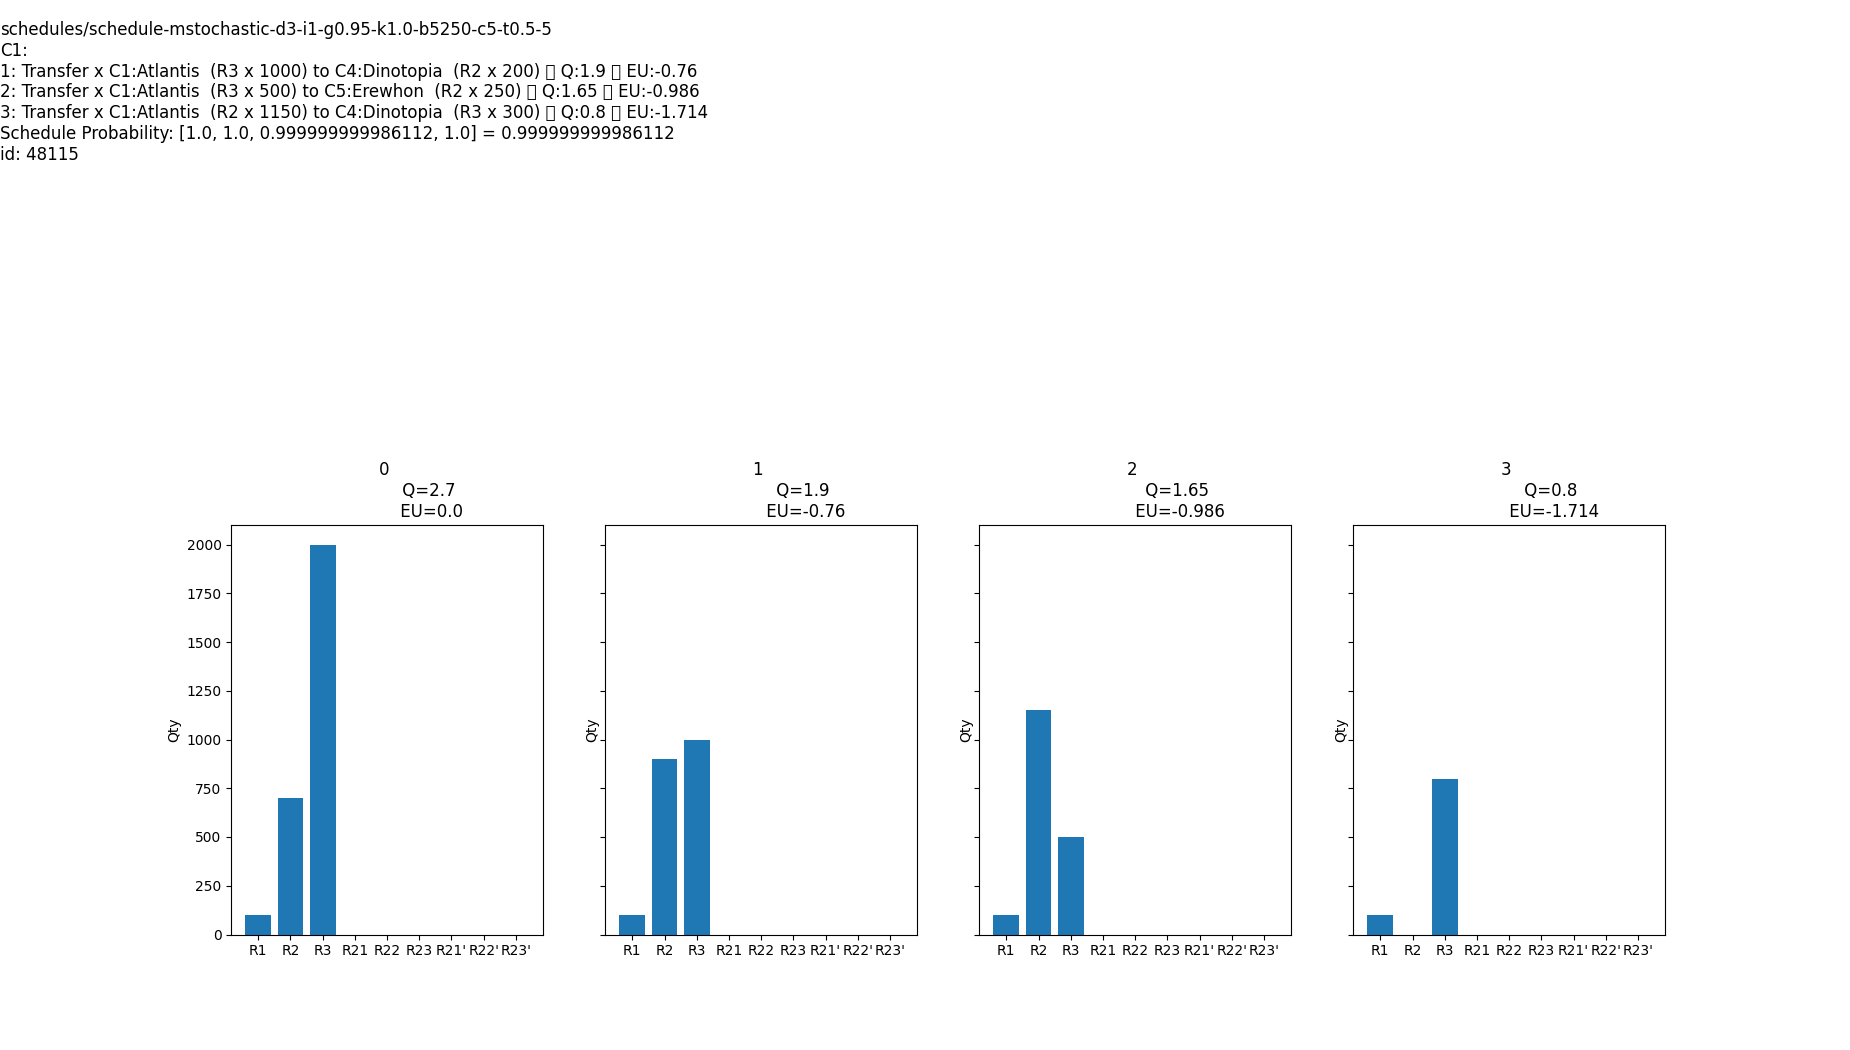 schedules/schedule-mstochastic-d3-i1-g0.95-k1.0-b5250-c5-t0.5-5
C1:
1: Transfer x C1:Atlantis  (R3 x 1000) to C4:Dinotopia  (R2 x 200) ▯ Q:1.9 ▯ EU:-0.76
2: Transfer x C1:Atlantis  (R3 x 500) to C5:Erewhon  (R2 x 250) ▯ Q:1.65 ▯ EU:-0.986
3: Transfer x C1:Atlantis  (R2 x 1150) to C4:Dinotopia  (R3 x 300) ▯ Q:0.8 ▯ EU:-1.714
Schedule Probability: [1.0, 1.0, 0.999999999986112, 1.0] = 0.999999999986112
id: 48115
0
Q=2.7
EU=0.0
Qty
2000
1750
1500
1250
1000
750
500
250
0
R1 R2 R3 R21 R22 R23 R21' R22' R23'
1
Q=1.9
EU=-0.76
Qty
R1 R2 R3 R21 R22 R23 R21' R22' R23'
2
Q=1.65
EU=-0.986
Qty
R1 R2 R3 R21 R22 R23 R21' R22' R23'
3
Q=0.8
EU=-1.714
Qty
R1 R2 R3 R21 R22 R23 R21' R22' R23'